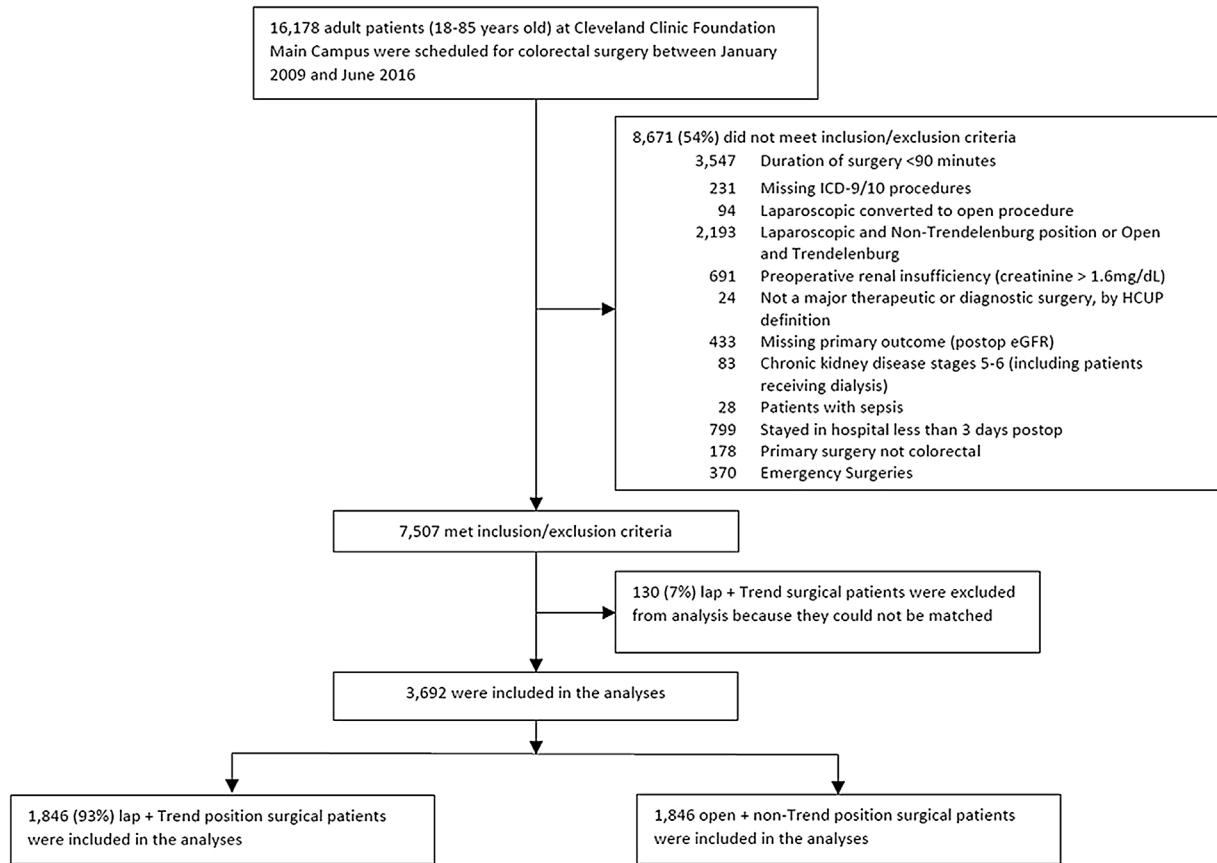 16,178 adult patients (18-85 years old) at Cleveland Clinic Foundation
Main Campus were scheduled for colorectal surgery between January
2009 and June 2016
8,671 (54%) did not meet inclusion/exclusion criteria
3,547 Duration of surgery <90 minutes
231 Missing ICD-9/10 procedures
94 Laparoscopic converted to open procedure
2,193 Laparoscopic and Non-Trendelenburg position or Open
and Trendelenburg
691 Preoperative renal insufficiency (creatinine > 1.6mg/dL)
24 Not a major therapeutic or diagnostic surgery, by HCUP
definition
433 Missing primary outcome (postop eGFR)
83 Chronic kidney disease stages 5-6 (including patients
receiving dialysis)
28 Patients with sepsis
799 Stayed in hospital less than 3 days postop
178 Primary surgery not colorectal
370 Emergency Surgeries
7,507 met inclusion/exclusion criteria
130 (7%) lap + Trend surgical patients were excluded
from analysis because they could not be matched
3,692 were included in the analyses
1,846 (93%) lap + Trend position surgical patients
were included in the analyses
1,846 open + non-Trend position surgical patients
were included in the analyses